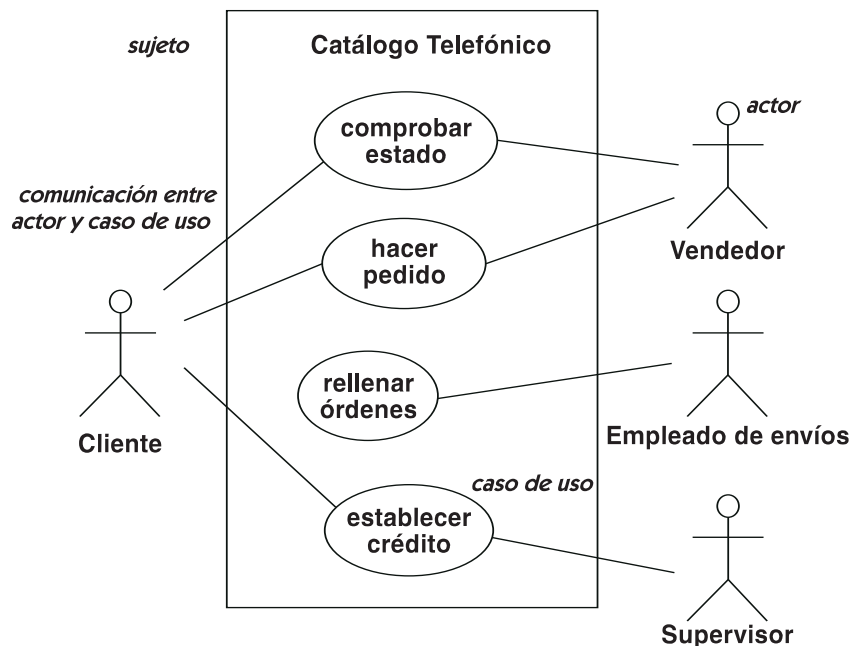 sujeto
Catálogo Telefónico
actor
comprobar
estado
comunicación entre
actor y caso de uso
hacer
pedido
Vendedor
rellenar
órdenes
Cliente
Empleado de envíos
caso de uso
establecer
crédito
Supervisor